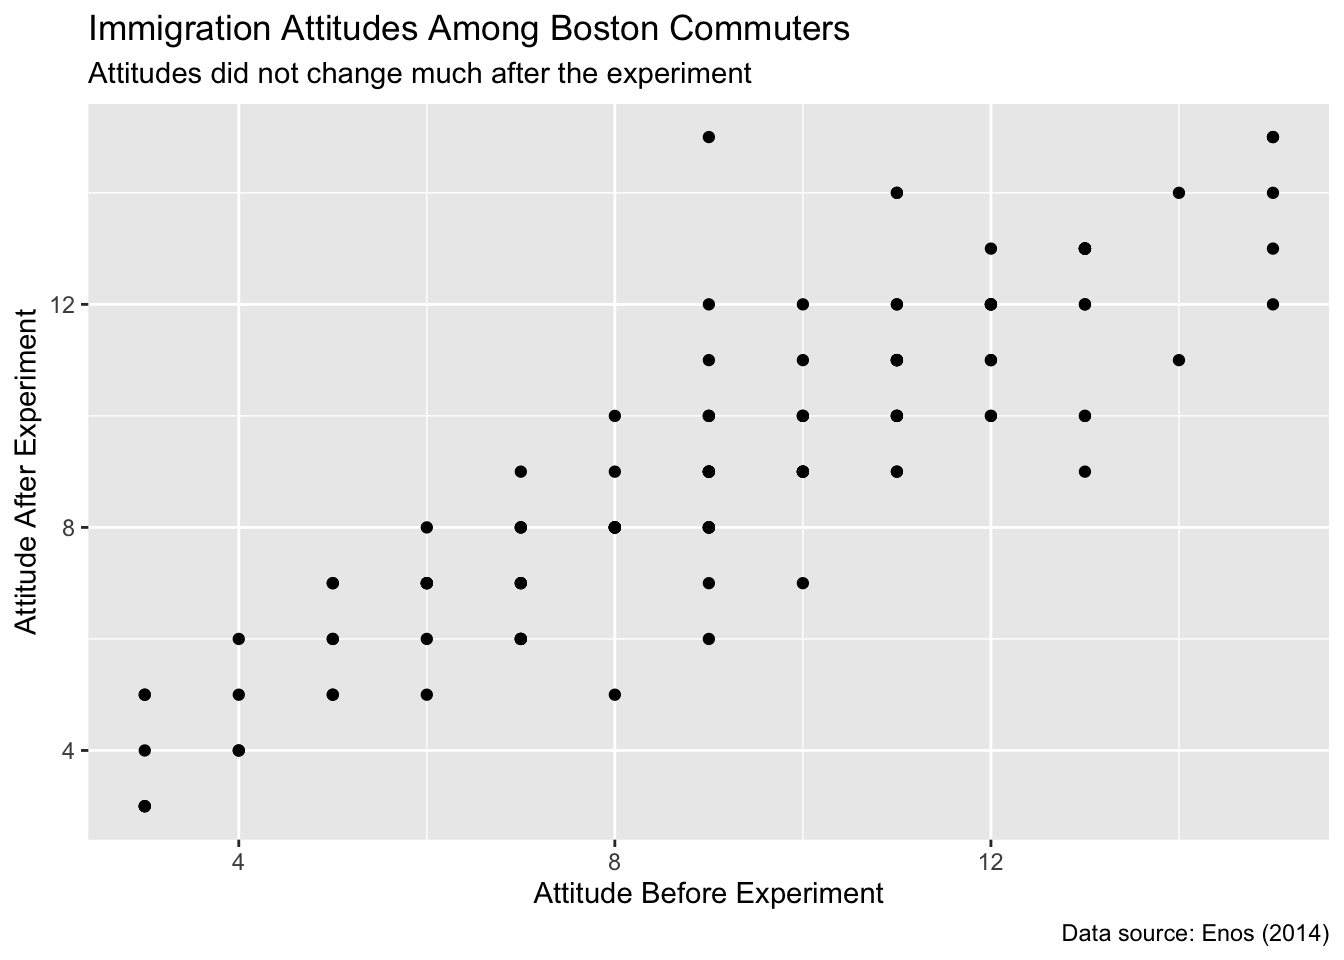 Immigration Attitudes Among Boston Commuters
Attitudes did not change much after the experiment
Attitude After Experiment
12
8
4
4
8
12
Attitude Before Experiment
Data source: Enos (2014)